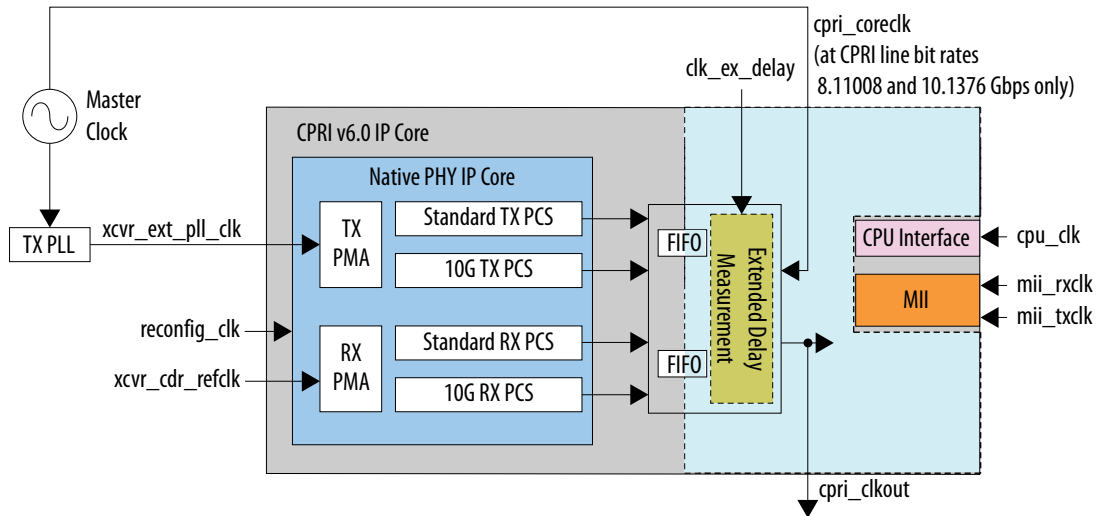 cpri_coreclk
(at CPRI line bit rates
8.11008 and 10.1376 Gbps only)
clk_ex_delay
Master
Clock
CPRI v6.0 IP Core
Native PHY IP Core
TX PLL
xcvr_ext_pll_clk
TX
PMA
Standard TX PCS
10G TX PCS
FIFO
Extended Delay
Measurement
CPU Interface
cpu_clk
MII
mii_rxclk
mii_txclk
reconfig_clk
xcvr_cdr_refclk
RX
PMA
Standard RX PCS
10G RX PCS
FIFO
cpri_clkout